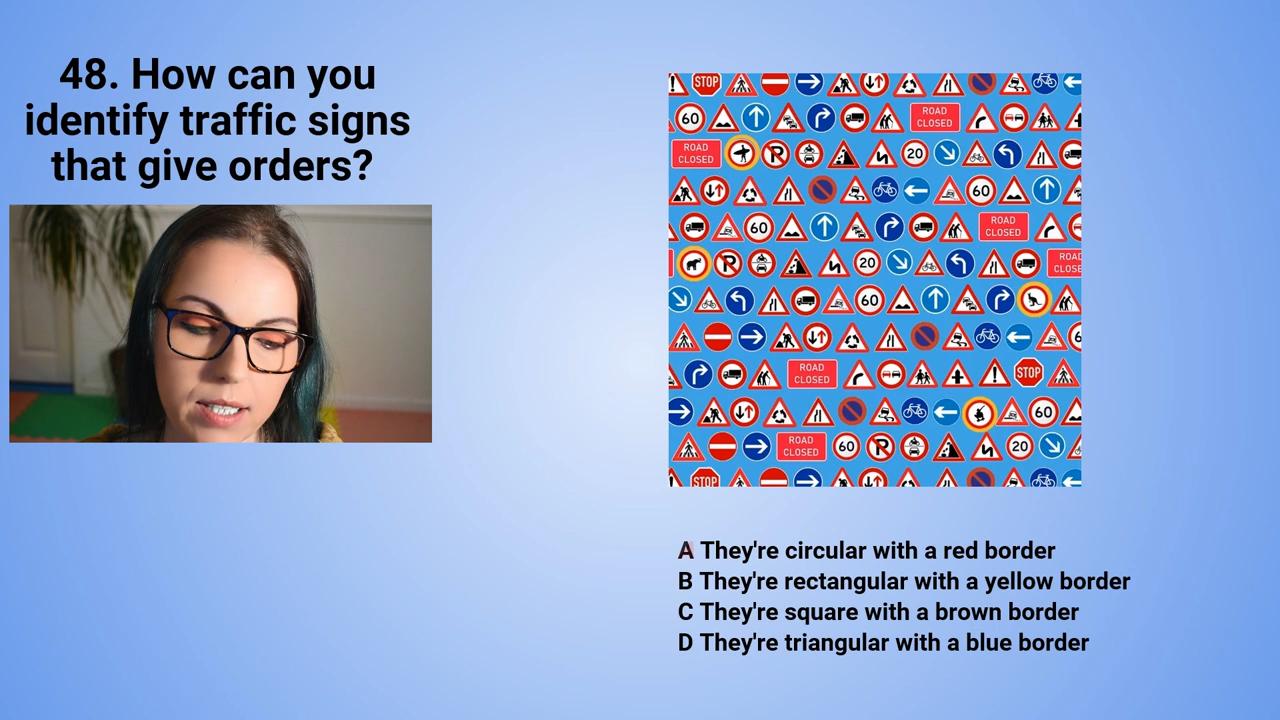 48. How can you
identify traffic signs
that give orders?
STOP
60 ROAD CLOSED
ROAD CLOSED 20
60
60 ROAD CLOSED
20 ROAD
60
ROAD CLOSED STOP
60
ROAD CLOSED 60 20
STOP
A They're circular with a red border
B They're rectangular with a yellow border
C They're square with a brown border
D They're triangular with a blue border